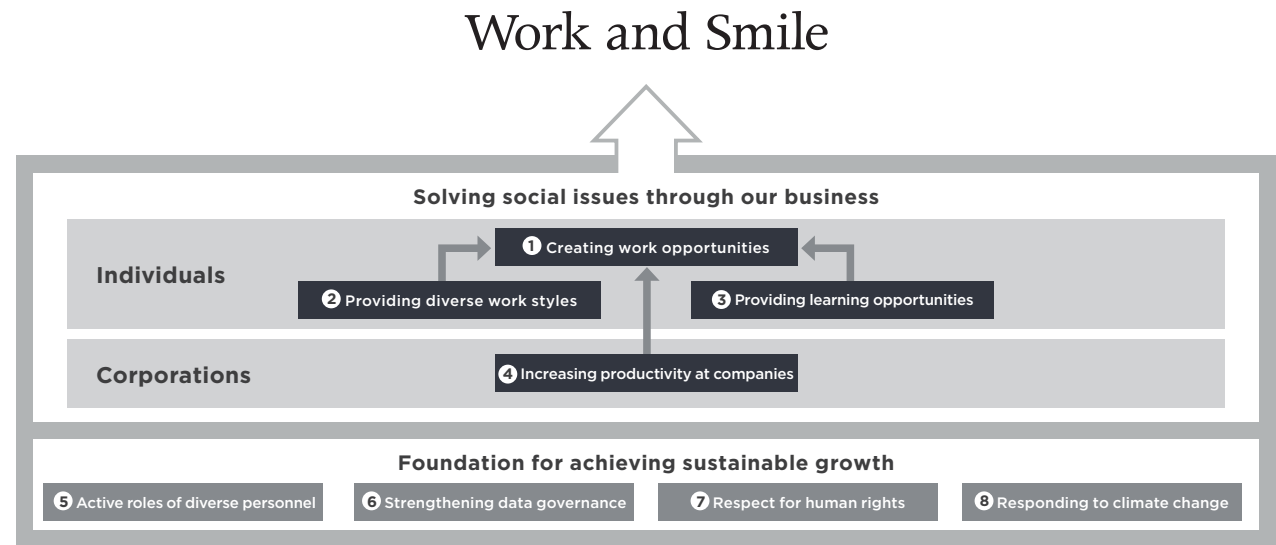 Work and Smile
Solving social issues through our business
Individuals
1 Creating work opportunities
2 Providing diverse work styles
3 Providing learning opportunities
Corporations
4 Increasing productivity at companies
Foundation for achieving sustainable growth
5 Active roles of diverse personnel
6 Strengthening data governance
7 Respect for human rights
8 Responding to climate change